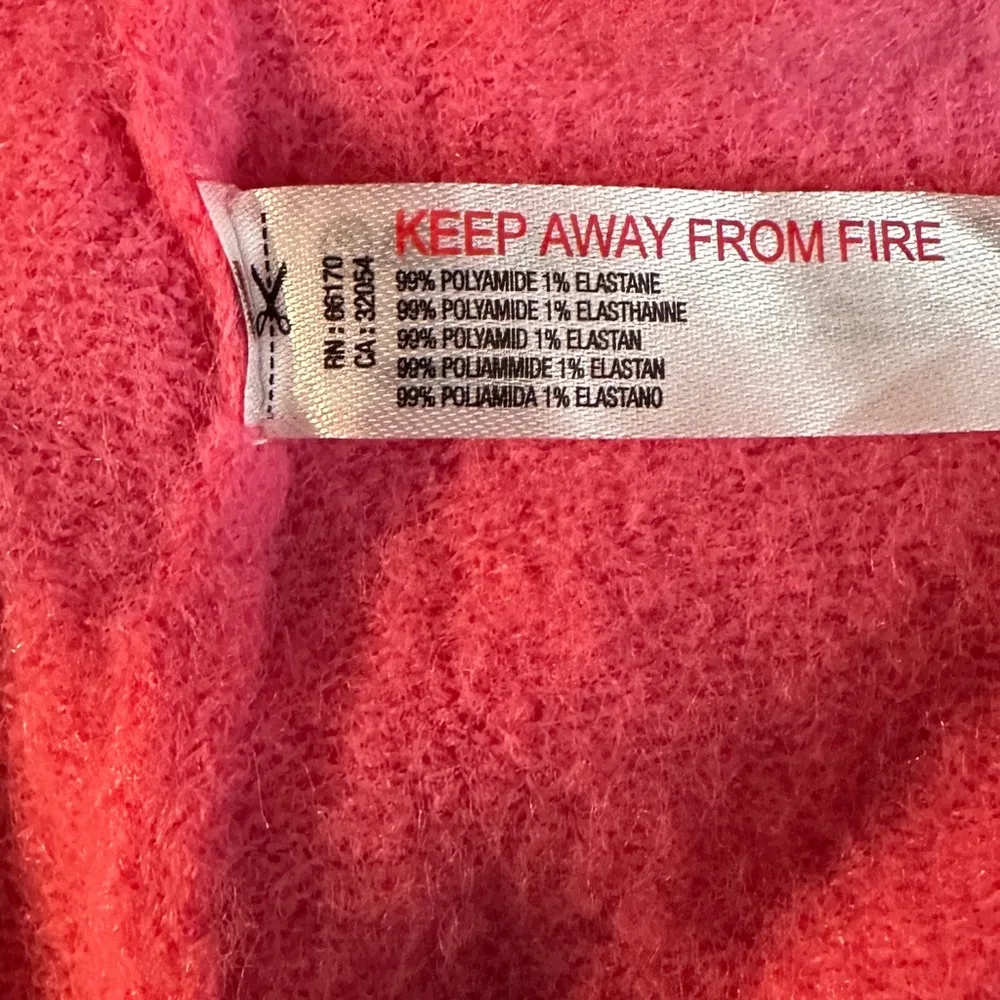 KEEP AWAY FROM FIRE
RN : 66170
CA : 32054
99% POLYAMIDE 1% ELASTANE
99% POLYAMIDE 1% ELASTHANNE
99% POLYAMID 1% ELASTAN
99% POLIAMMIDE 1% ELASTAN
99% POLIAMIDA 1% ELASTANO